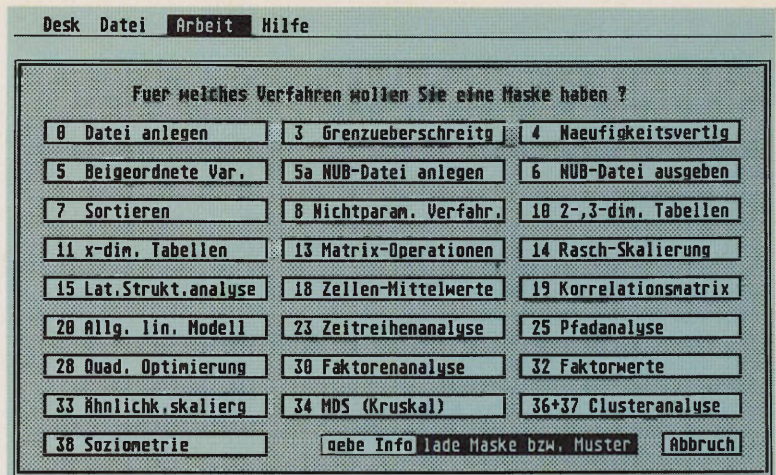 Desk Datei Arbeit Hilfe
Fuer welches Verfahren wollen Sie eine Maske haben ?
0 Datei anlegen 3 Grenzueberschreitg 4 Haeufigkeitsvertlg
5 Beigeordnete Var. 5a NUB-Datei anlegen 6 NUB-Datei ausgeben
7 Sortieren 8 Nichtparam. Verfahr. 10 2-,3-dim. Tabellen
11 x-dim. Tabellen 13 Matrix-Operationen 14 Rasch-Skalierung
15 Lat.Strukt.analyse 18 Zellen-Mittelwerte 19 Korrelationsmatrix
20 Allg. lin. Modell 23 Zeitreihenanalyse 25 Pfadanalyse
28 Quad. Optimierung 30 Faktorenanalyse 32 Faktorwerte
33 Ähnlichk.skalierg 34 MDS (Kruskal) 36+37 Clusteranalyse
38 Soziometrie gebe Info lade Maske bzw. Muster Abbruch